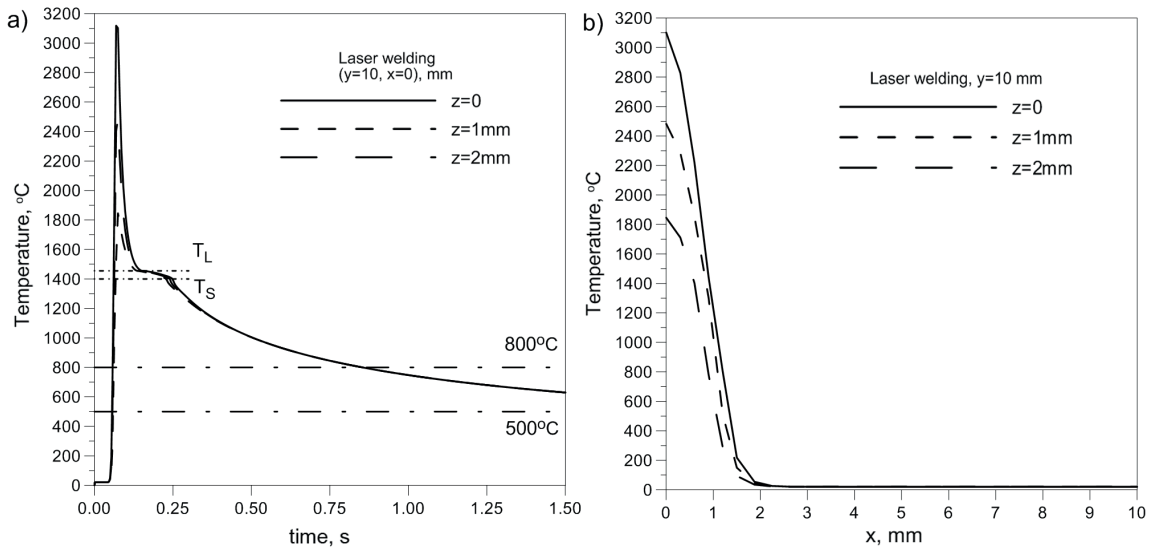 a)
Temperature, °C
3200
3000
2800
2600
2400
2200
2000
1800
1600
1400
1200
1000
800
600
400
200
0
Laser welding
(y=10, x=0), mm
z=0
z=1mm
z=2mm
T_L
T_S
800°C
500°C
0.00 0.25 0.50 0.75 1.00 1.25 1.50
time, s
b)
Temperature, °C
3200
3000
2800
2600
2400
2200
2000
1800
1600
1400
1200
1000
800
600
400
200
0
Laser welding, y=10 mm
z=0
z=1mm
z=2mm
0 1 2 3 4 5 6 7 8 9 10
x, mm